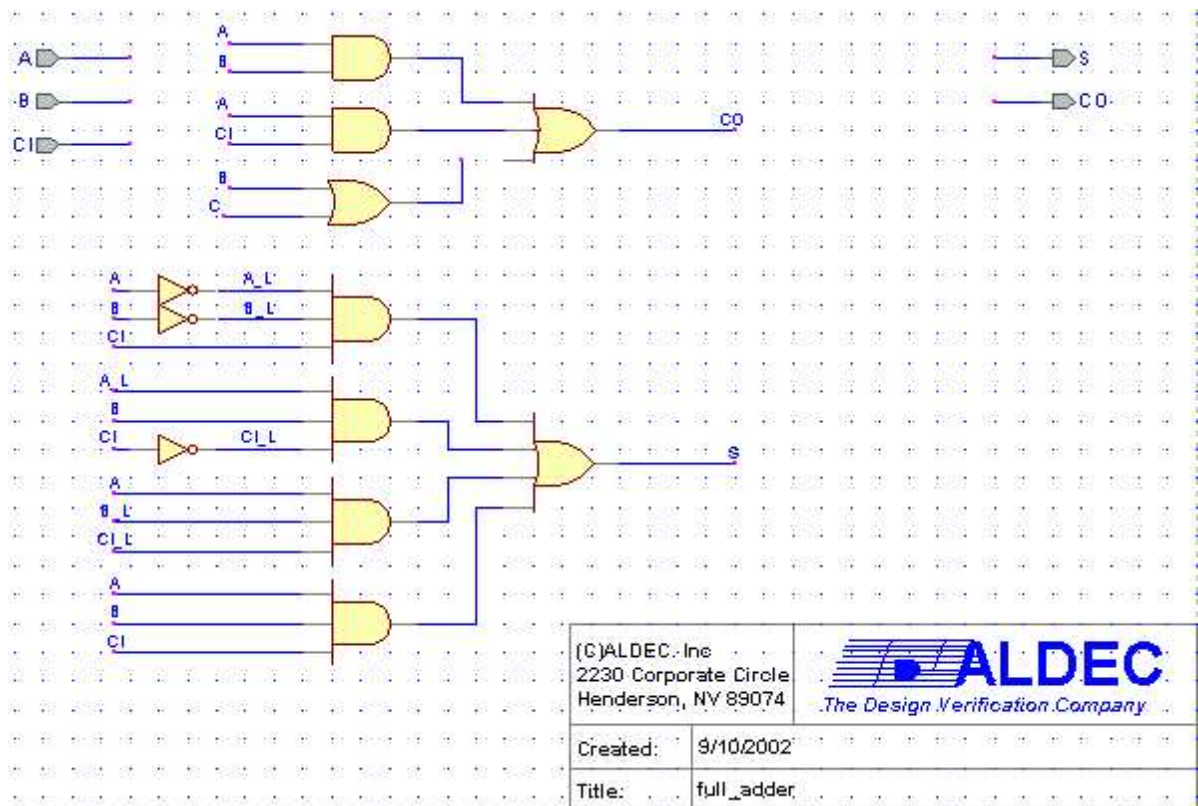 A
B
CI
A
B
A
CI
B
C
CO
S
CO
A
A_L
B
B_L
CI
A_L
B
CI
CI_L
A
B_L
CI_L
A
B
CI
S
(C)ALDEC. Inc
2230 Corporate Circle
Henderson, NV 89074
ALDEC
The Design Verification Company
Created: 9/10/2002
Title: full_adder